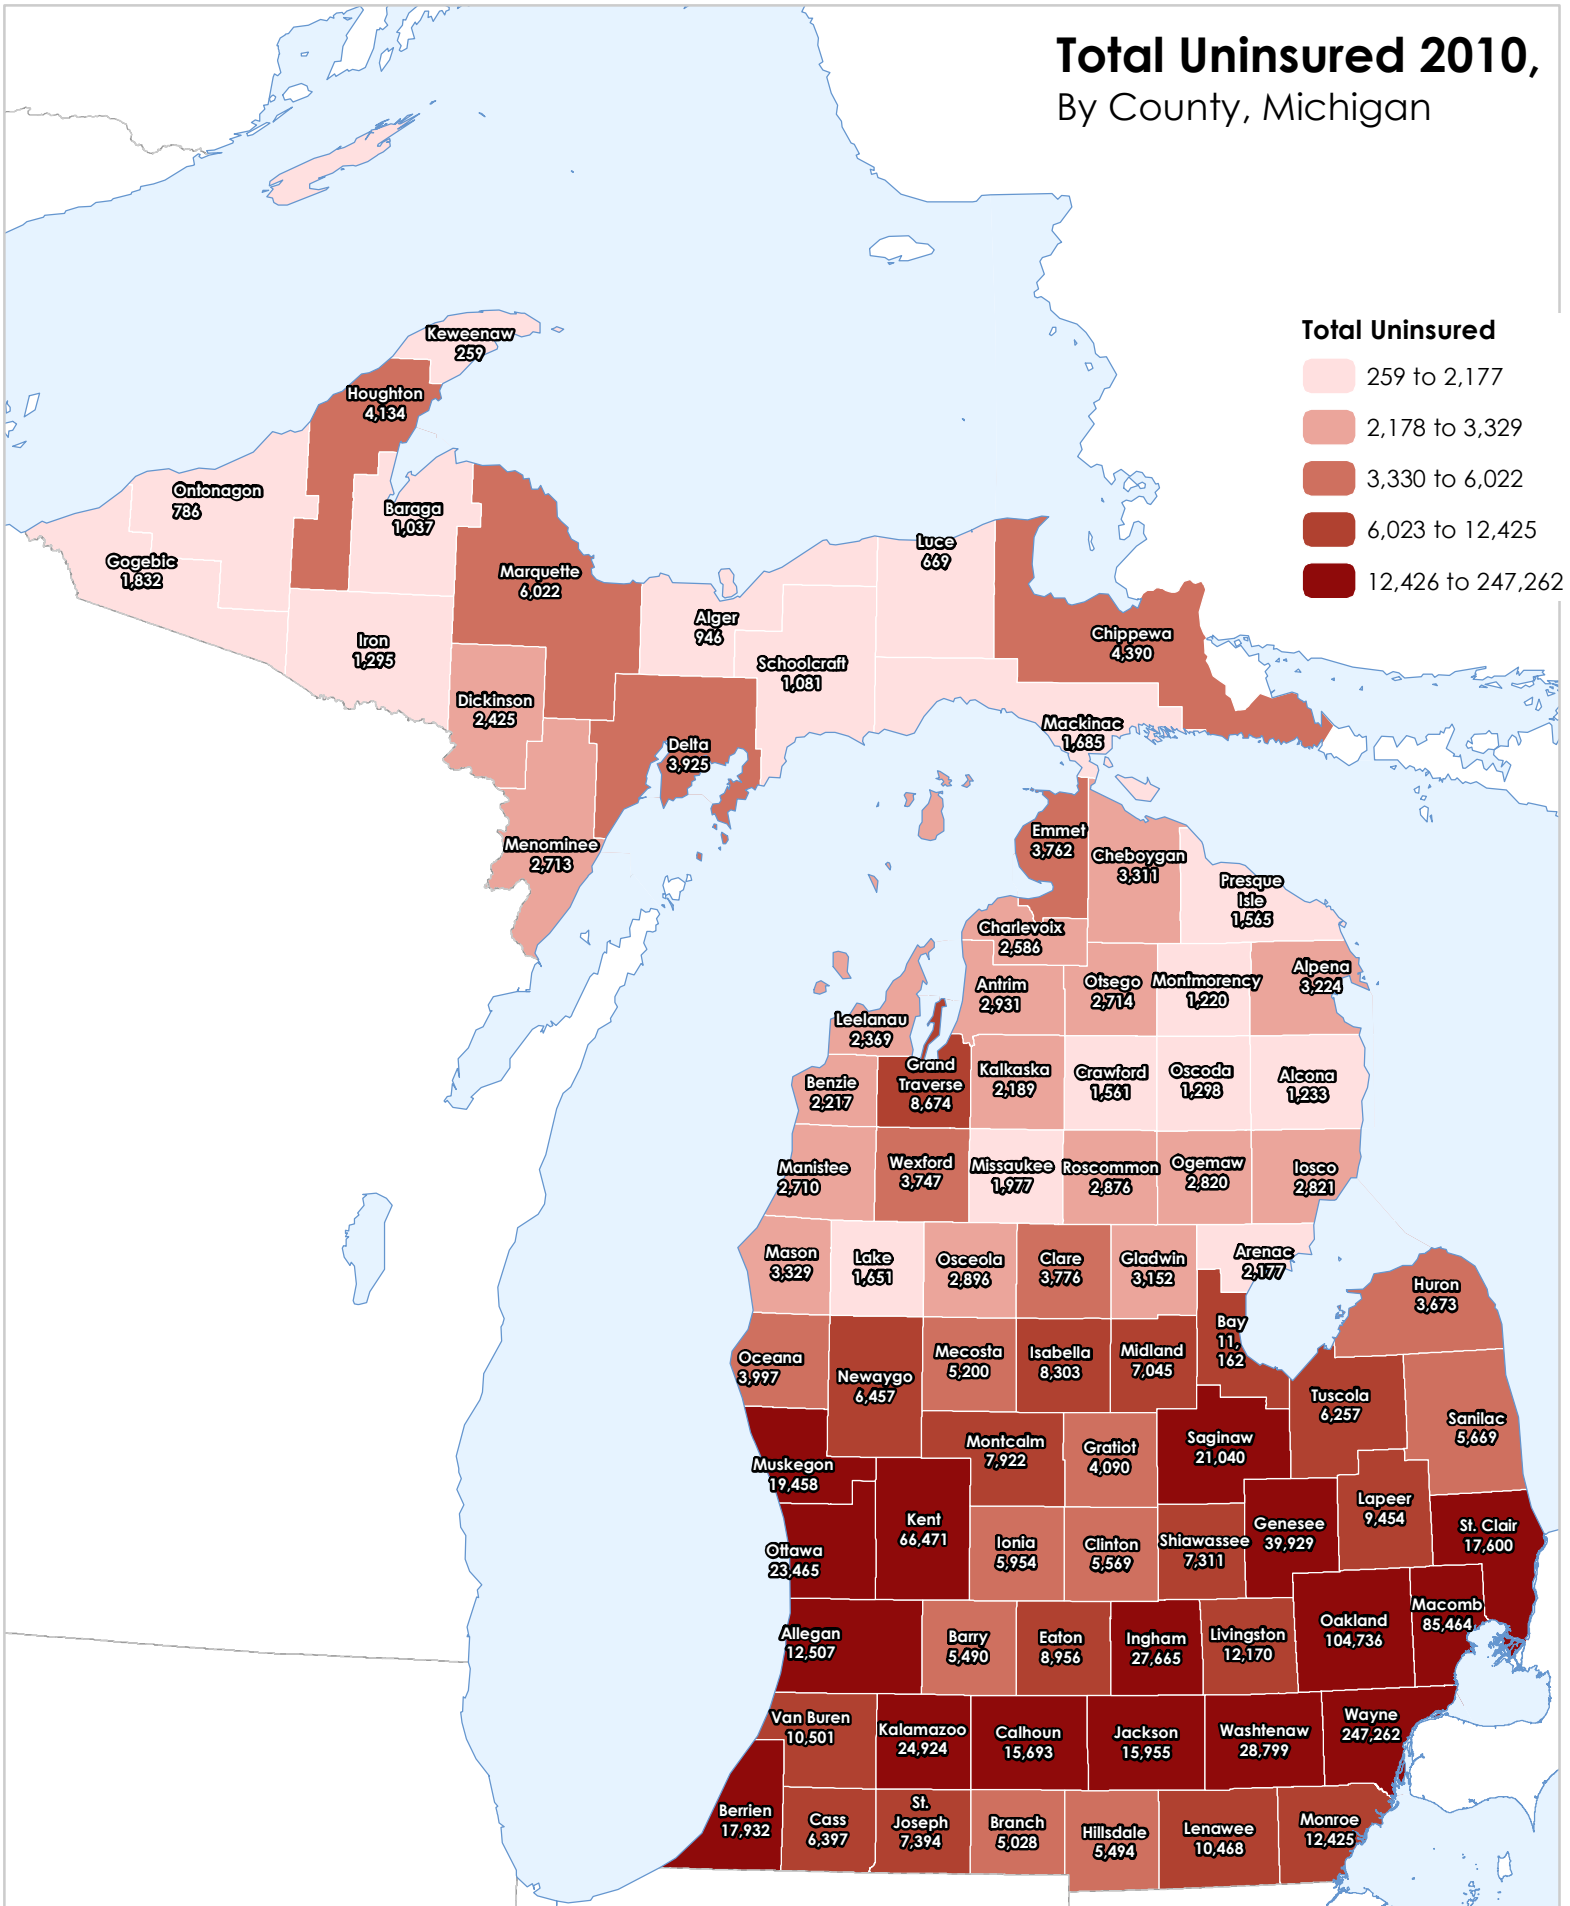 Total Uninsured 2010,
By County, Michigan
Total Uninsured
259 to 2,177
2,178 to 3,329
3,330 to 6,022
6,023 to 12,425
12,426 to 247,262
Keweenaw
259
Houghton
4,134
Ontonagon
786
Baraga
1,037
Gogebic
1,832
Marquette
6,022
Luce
669
Iron
1,295
Alger
946
Chippewa
4,390
Schoolcraft
1,081
Dickinson
2,425
Mackinac
1,685
Delta
3,925
Menominee
2,713
Emmet
3,762
Cheboygan
3,311
Presque
Isle
1,565
Charlevoix
2,586
Antrim
2,931
Otsego
2,714
Montmorency
1,220
Alpena
3,224
Leelanau
2,369
Benzie
2,217
Grand
Traverse
8,674
Kalkaska
2,189
Crawford
1,561
Oscoda
1,298
Alcona
1,233
Manistee
2,710
Wexford
3,747
Missaukee
1,977
Roscommon
2,876
Ogemaw
2,820
Iosco
2,821
Mason
3,329
Lake
1,651
Osceola
2,896
Clare
3,776
Gladwin
3,152
Arenac
2,177
Huron
3,673
Oceana
3,997
Newaygo
6,457
Mecosta
5,200
Isabella
8,303
Midland
7,045
Bay
11,
162
Tuscola
6,257
Sanilac
5,669
Muskegon
19,458
Montcalm
7,922
Gratiot
4,090
Saginaw
21,040
Lapeer
9,454
Ottawa
23,465
Kent
66,471
Ionia
5,954
Clinton
5,569
Shiawassee
7,311
Genesee
39,929
St. Clair
17,600
Allegan
12,507
Barry
5,490
Eaton
8,956
Ingham
27,665
Livingston
12,170
Oakland
104,736
Macomb
85,464
Van Buren
10,501
Kalamazoo
24,924
Calhoun
15,693
Jackson
15,955
Washtenaw
28,799
Wayne
247,262
Berrien
17,932
Cass
6,397
St.
Joseph
7,394
Branch
5,028
Hillsdale
5,494
Lenawee
10,468
Monroe
12,425